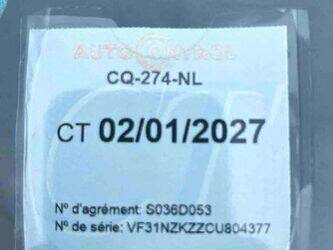 AUTOCONTROL
CQ-274-NL
CT 02/01/2027
N° d'agrément: S036D053
N° de série: VF31NZKZZCU804377